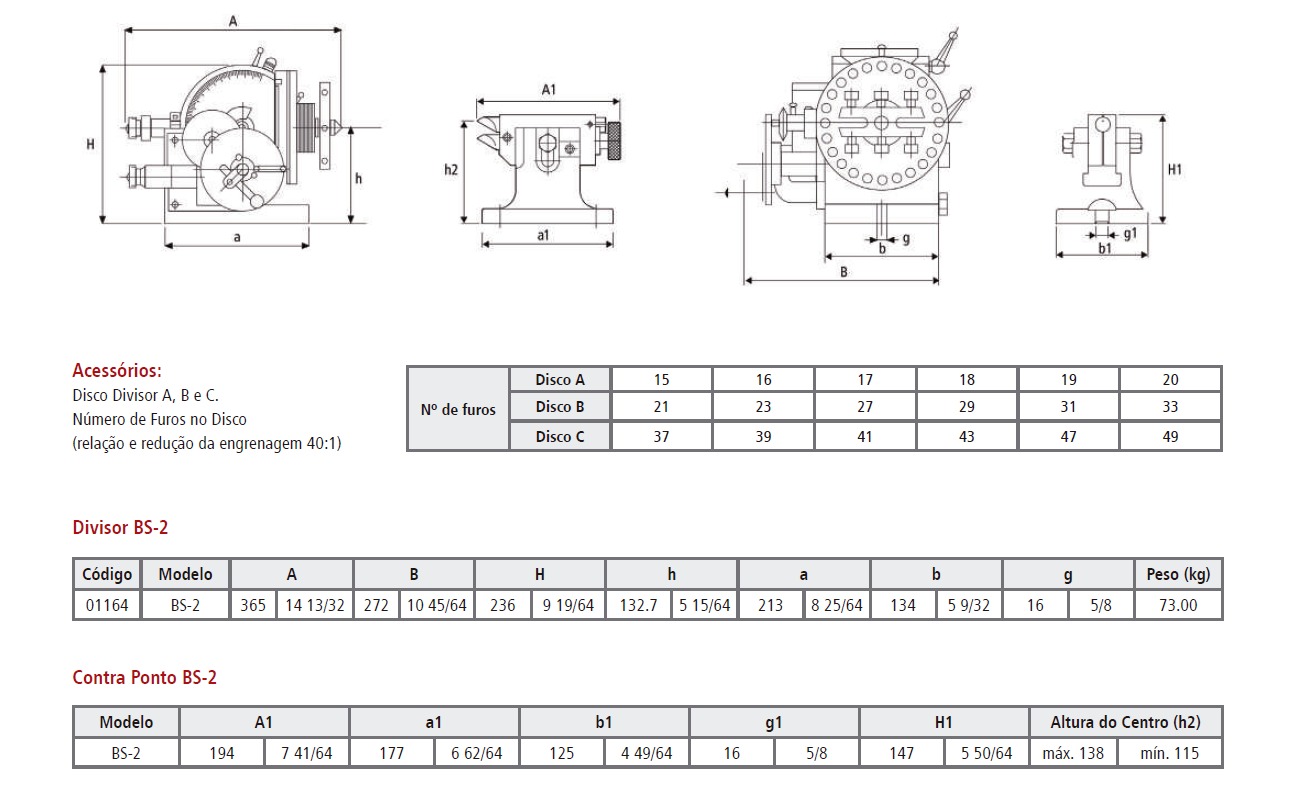 A
H
h
a
A1
h2
a1
g
b
B
H1
g1
b1
Acessórios:
Disco Divisor A, B e C.
Número de Furos no Disco
(relação e redução da engrenagem 40:1)
Nº de furos
Disco A 15 16 17 18 19 20
Disco B 21 23 27 29 31 33
Disco C 37 39 41 43 47 49
Divisor BS-2
Código Modelo A B H h a b g Peso (kg)
01164 BS-2 365 14 13/32 272 10 45/64 236 9 19/64 132.7 5 15/64 213 8 25/64 134 5 9/32 16 5/8 73.00
Contra Ponto BS-2
Modelo A1 a1 b1 g1 H1 Altura do Centro (h2)
BS-2 194 7 41/64 177 6 62/64 125 4 49/64 16 5/8 147 5 50/64 máx. 138 mín. 115